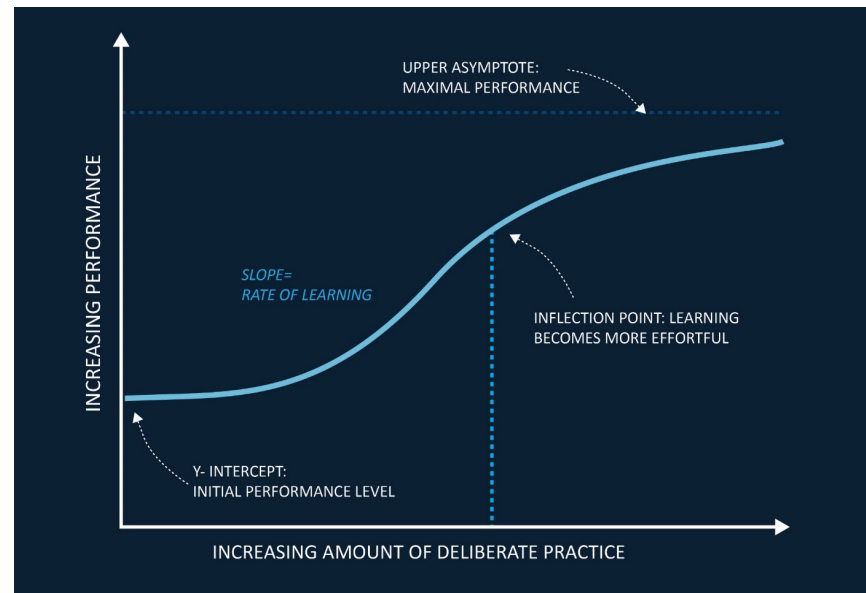 UPPER ASYMPTOTE:
MAXIMAL PERFORMANCE
INCREASING PERFORMANCE
SLOPE=
RATE OF LEARNING
INFLECTION POINT: LEARNING
BECOMES MORE EFFORTFUL
Y- INTERCEPT:
INITIAL PERFORMANCE LEVEL
INCREASING AMOUNT OF DELIBERATE PRACTICE